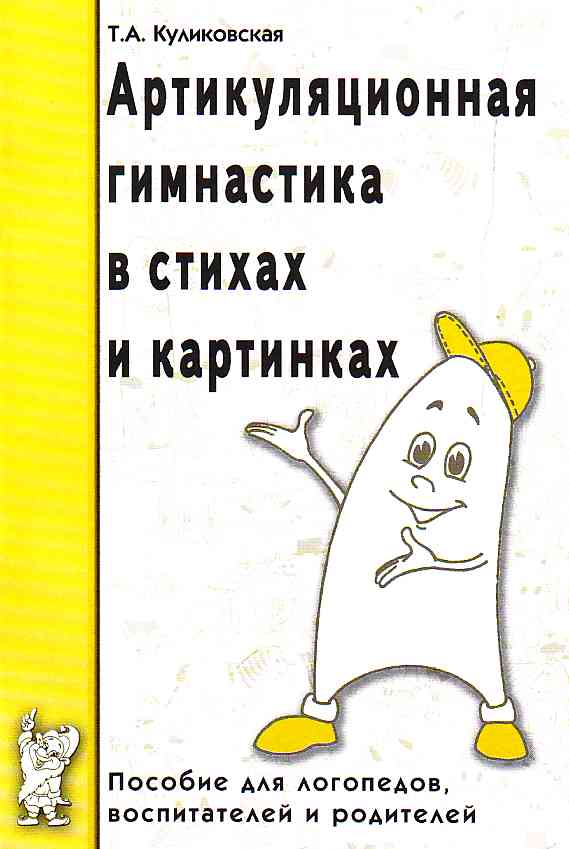 Т.А. Куликовская
Артикуляционная
гимнастика
в стихах
и картинках
Пособие для логопедов,
воспитателей и родителей